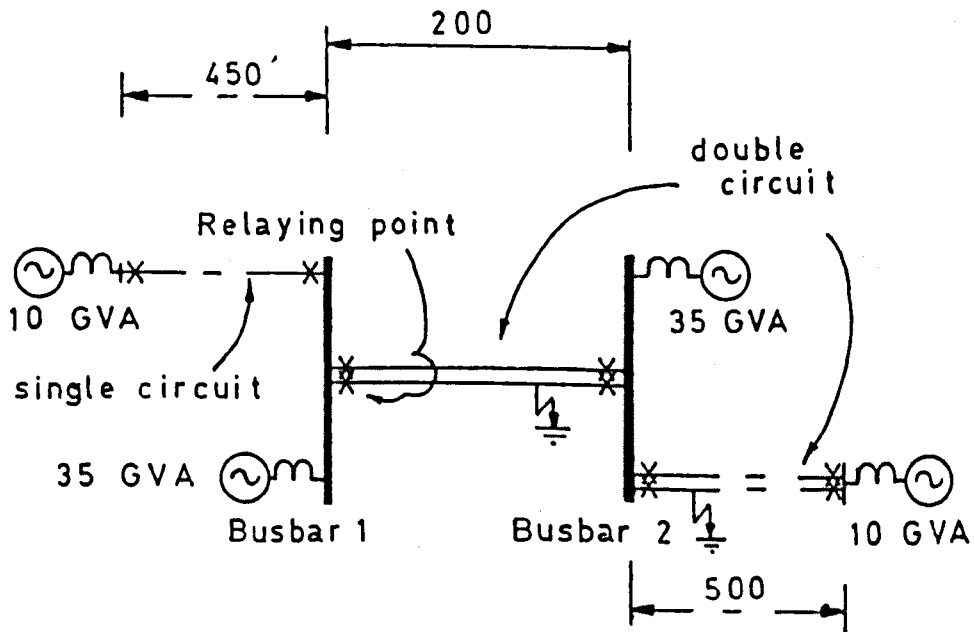 200
450'
double
circuit
Relaying point
10 GVA
35 GVA
single circuit
35 GVA
Busbar 1
Busbar 2
10 GVA
500